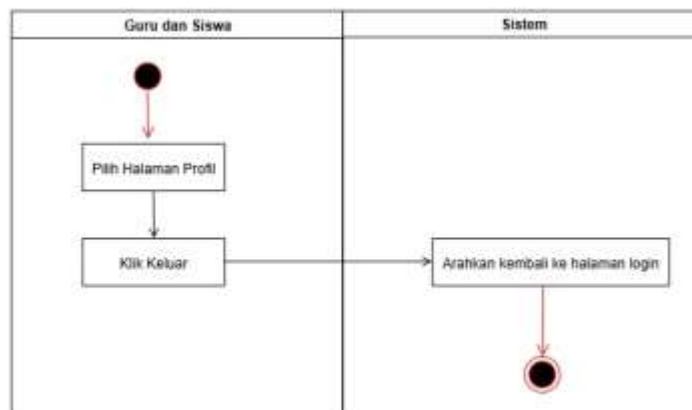 Guru dan Siswa
Sistem
Pilih Halaman Profil
Klik Keluar
Arahkan kembali ke halaman login